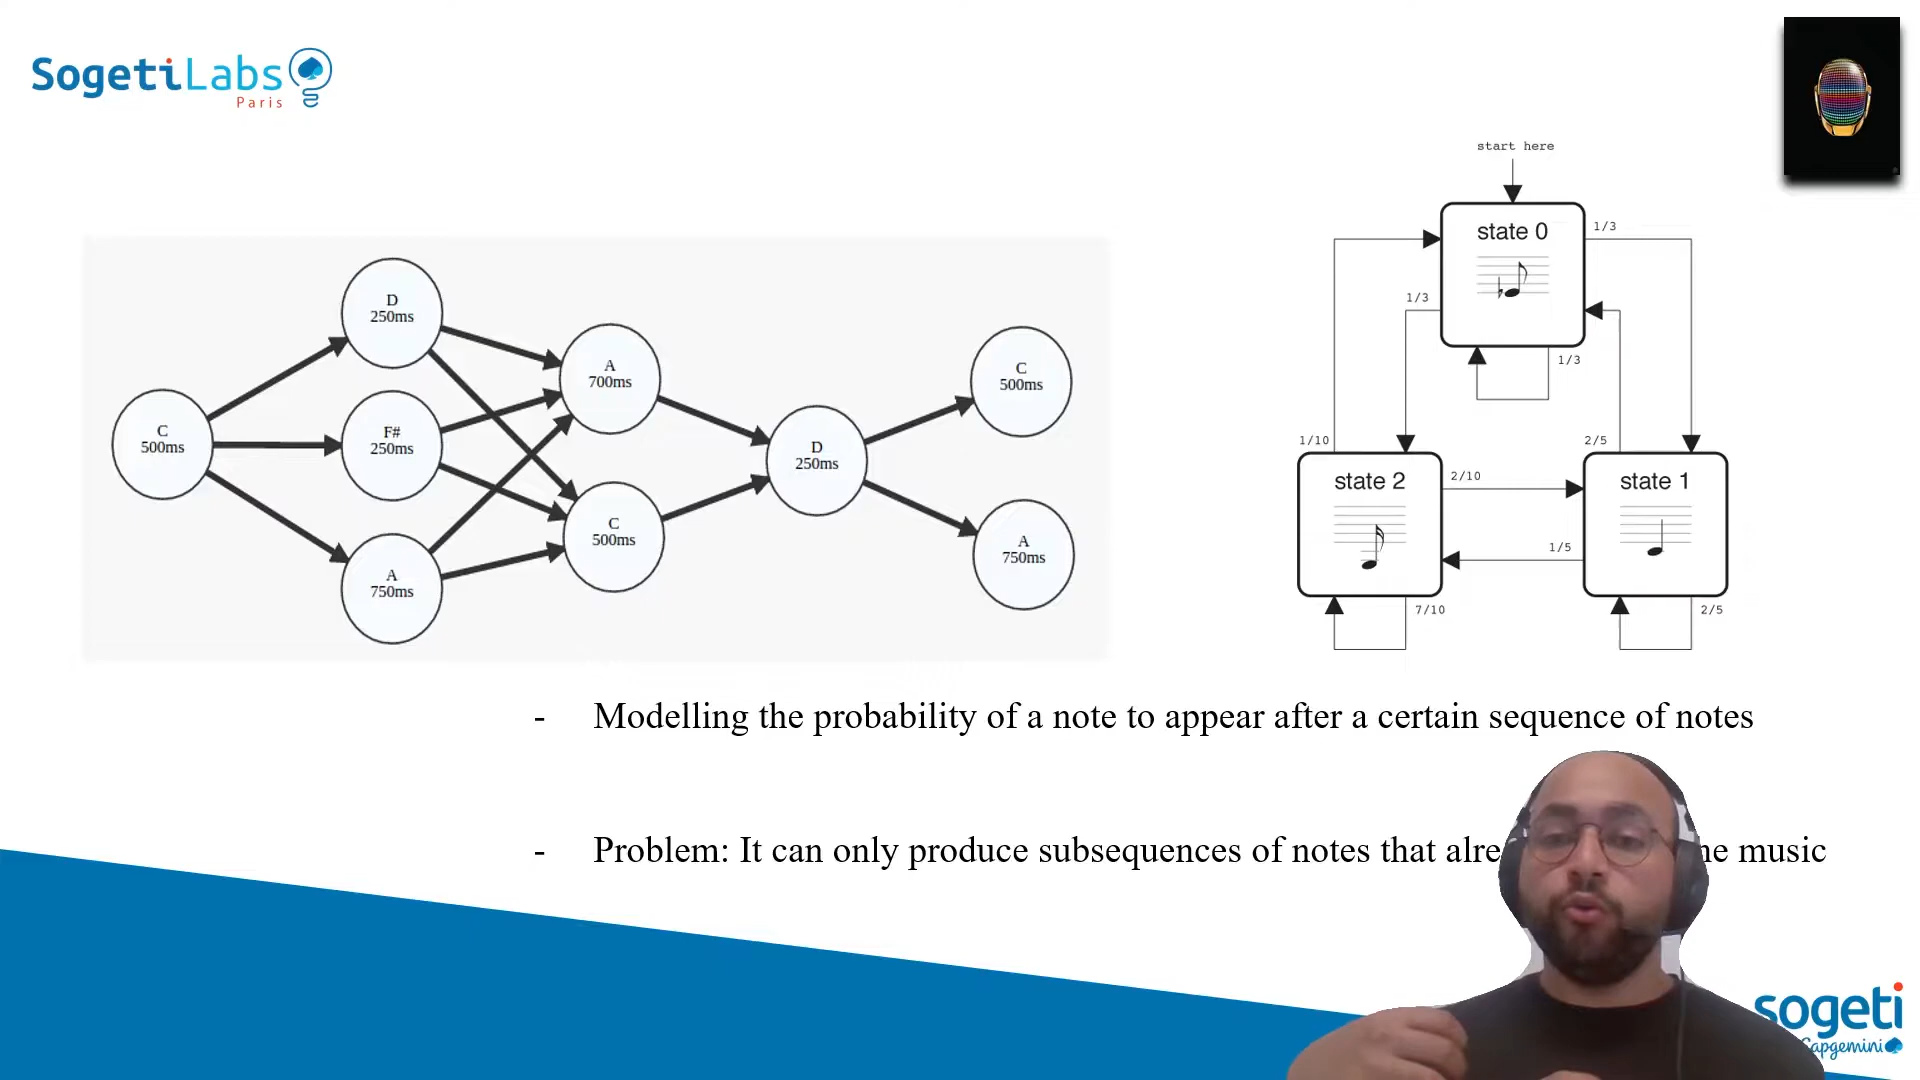 SogetiLabs
Paris
start here
state 0
1/3
1/3
1/3
D
250ms
A
700ms
C
500ms
C
500ms
F#
250ms
D
250ms
A
750ms
C
500ms
A
750ms
1/10
2/5
state 2
2/10
state 1
1/5
7/10
2/5
- Modelling the probability of a note to appear after a certain sequence of notes
- Problem: It can only produce subsequences of notes that music
sogeti
Capgemini